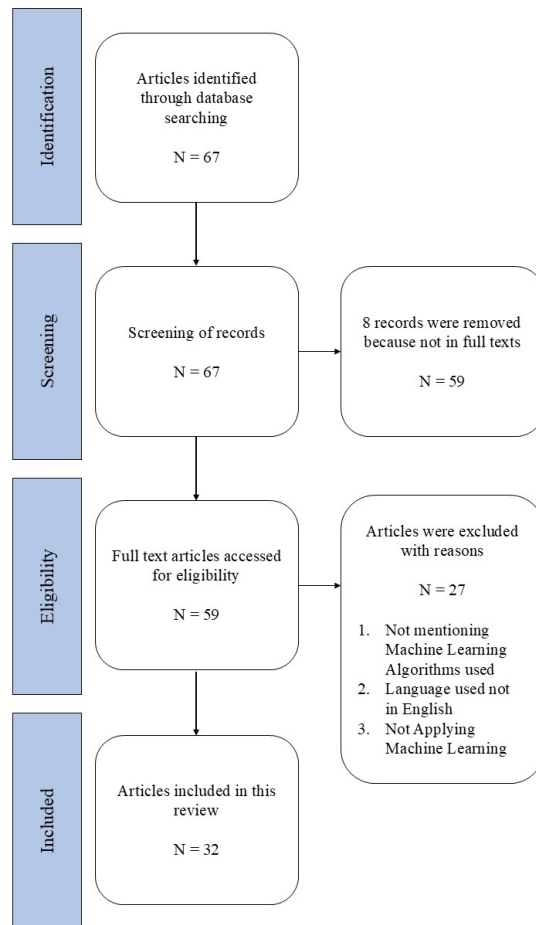 Identification
Articles identified
through database
searching
N = 67
Screening
Screening of records
N = 67
8 records were removed
because not in full texts
N = 59
Eligibility
Full text articles accessed
for eligibility
N = 59
Articles were excluded
with reasons
N = 27
1. Not mentioning
Machine Learning
Algorithms used
2. Language used not
in English
3. Not Applying
Machine Learning
Included
Articles included in this
review
N = 32